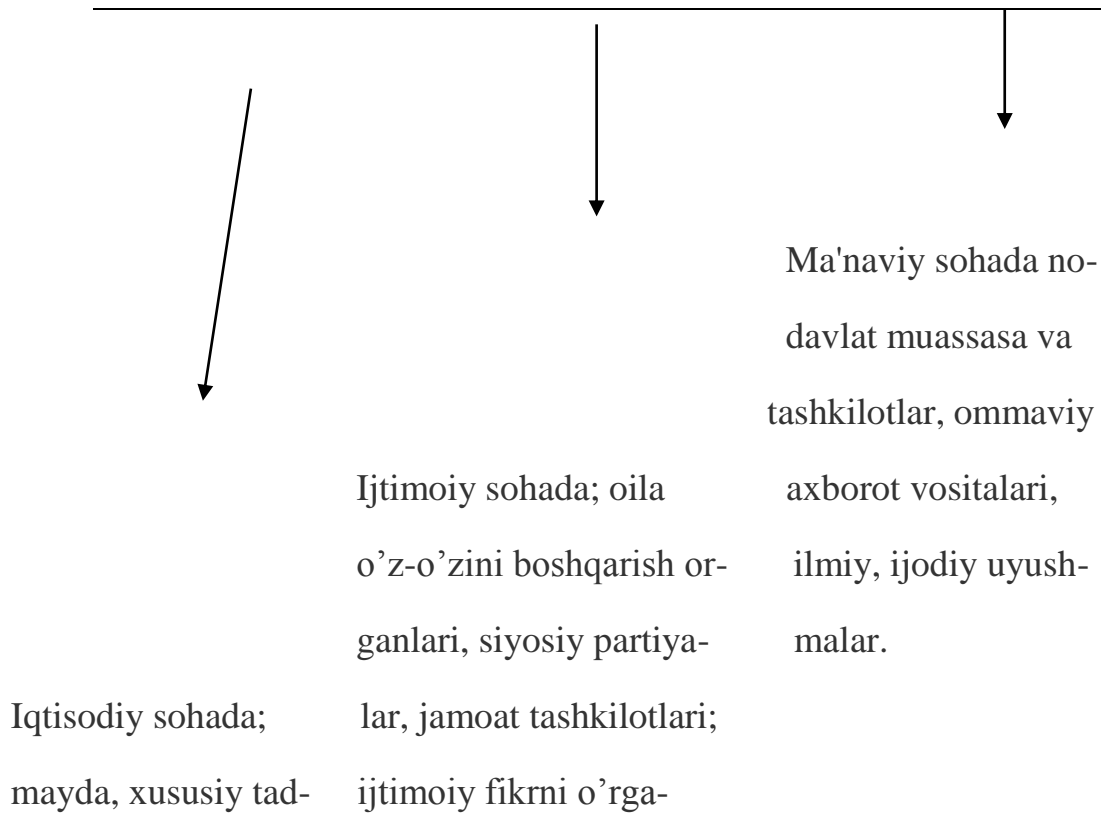 Iqtisodiy sohada;
mayda, xususiy tad-
Ijtimoiy sohada; oila
o’z-o’zini boshqarish or-
ganlari, siyosiy partiya-
lar, jamoat tashkilotlari;
ijtimoiy fikrni o’rga-
Ma'naviy sohada no-
davlat muassasa va
tashkilotlar, ommaviy
axborot vositalari,
ilmiy, ijodiy uyush-
malar.